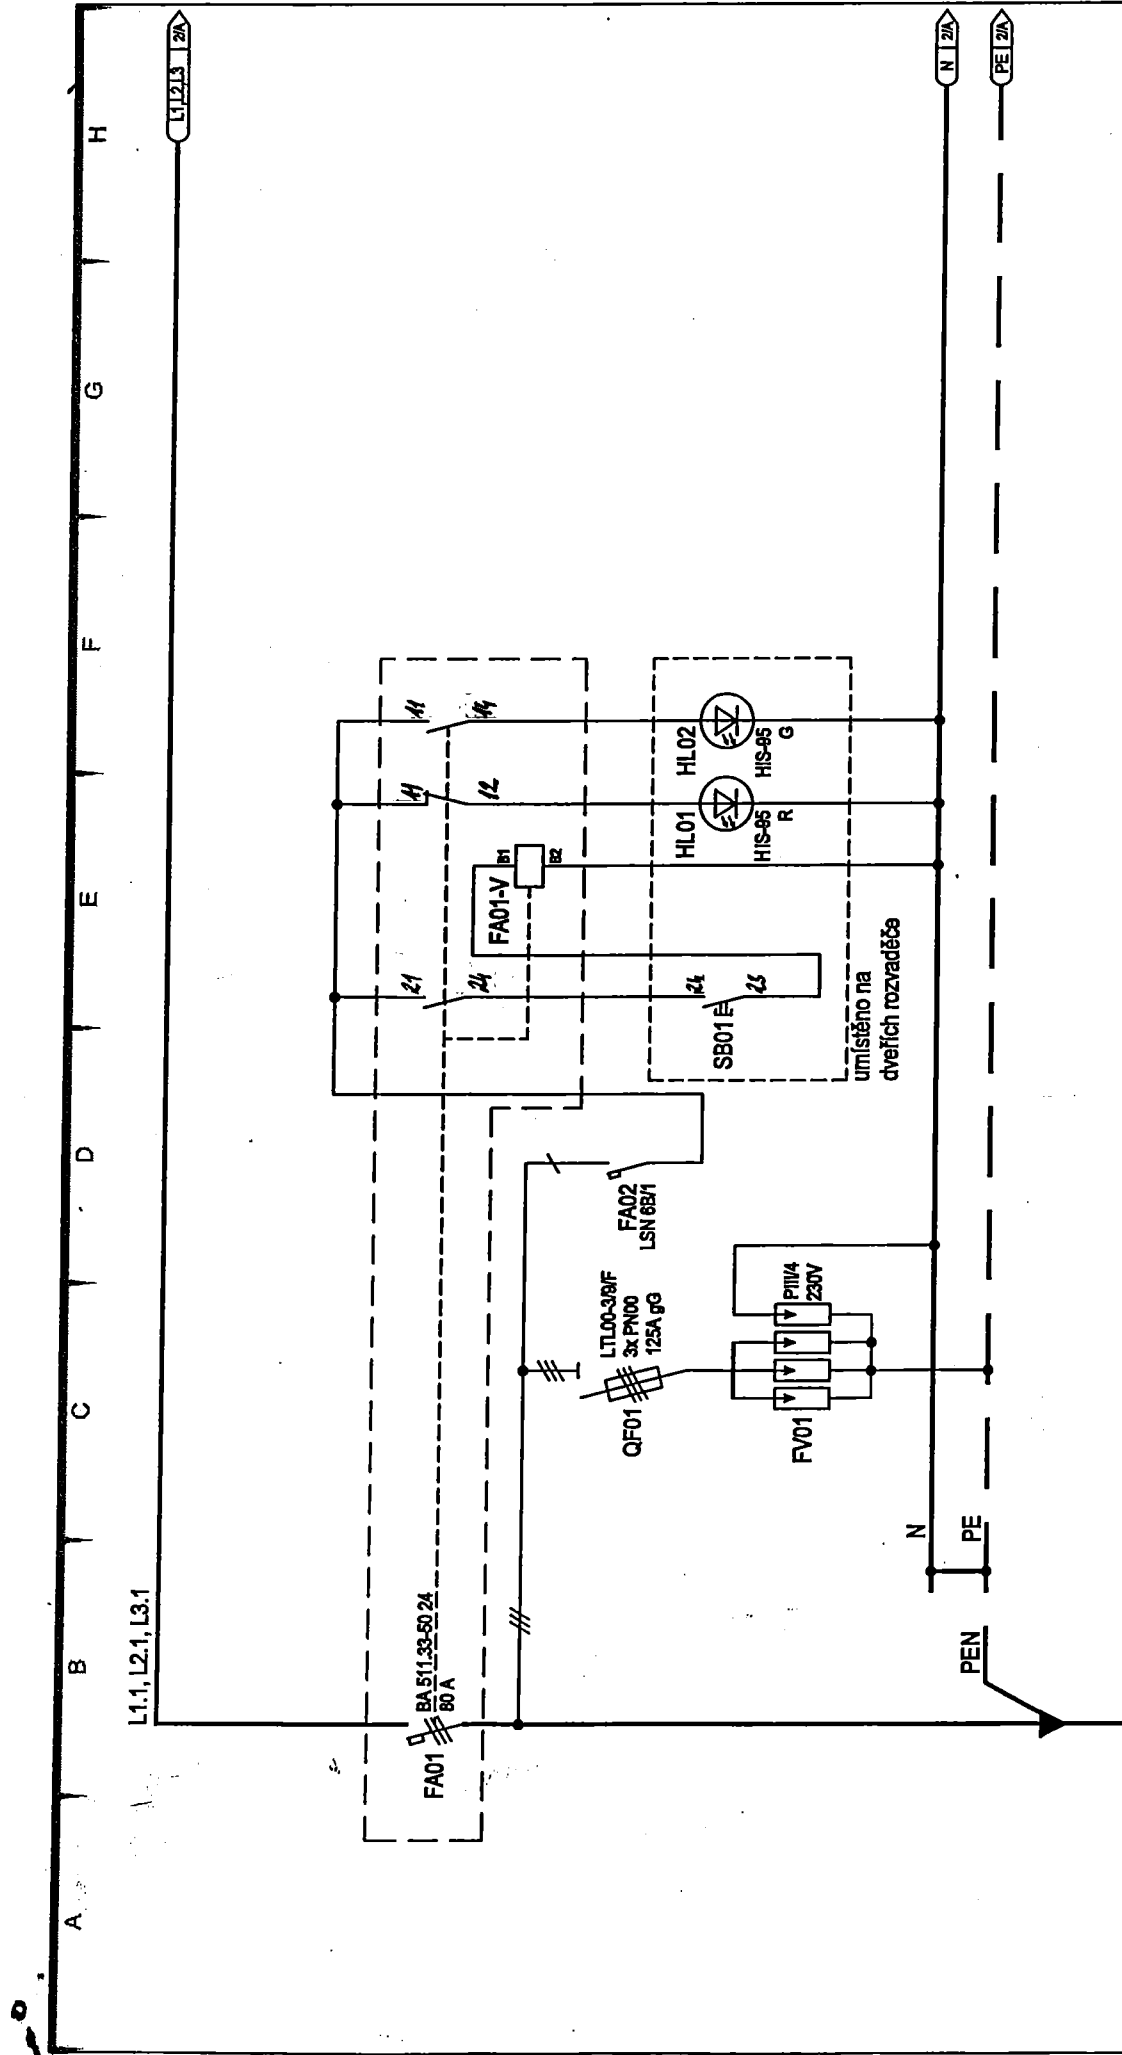 A
B
C
D
E
F
G
H
L1.1, L2.1, L3.1
L1,L2,L3 2/A
FA01
BA 511.33-50 24
80 A
21
24
FA01-V
B1
B2
11
12
11
14
FA02
LSN 6B/1
QF01
LTL00-3/9/F
3x PN00
125A gG
SB01
24
23
HL01
HIS-95
R
HL02
HIS-95
G
umístěno na
dveřích rozvaděče
FV01
PIII/4
230V
N
N 2/A
PEN
PE
PE 2/A